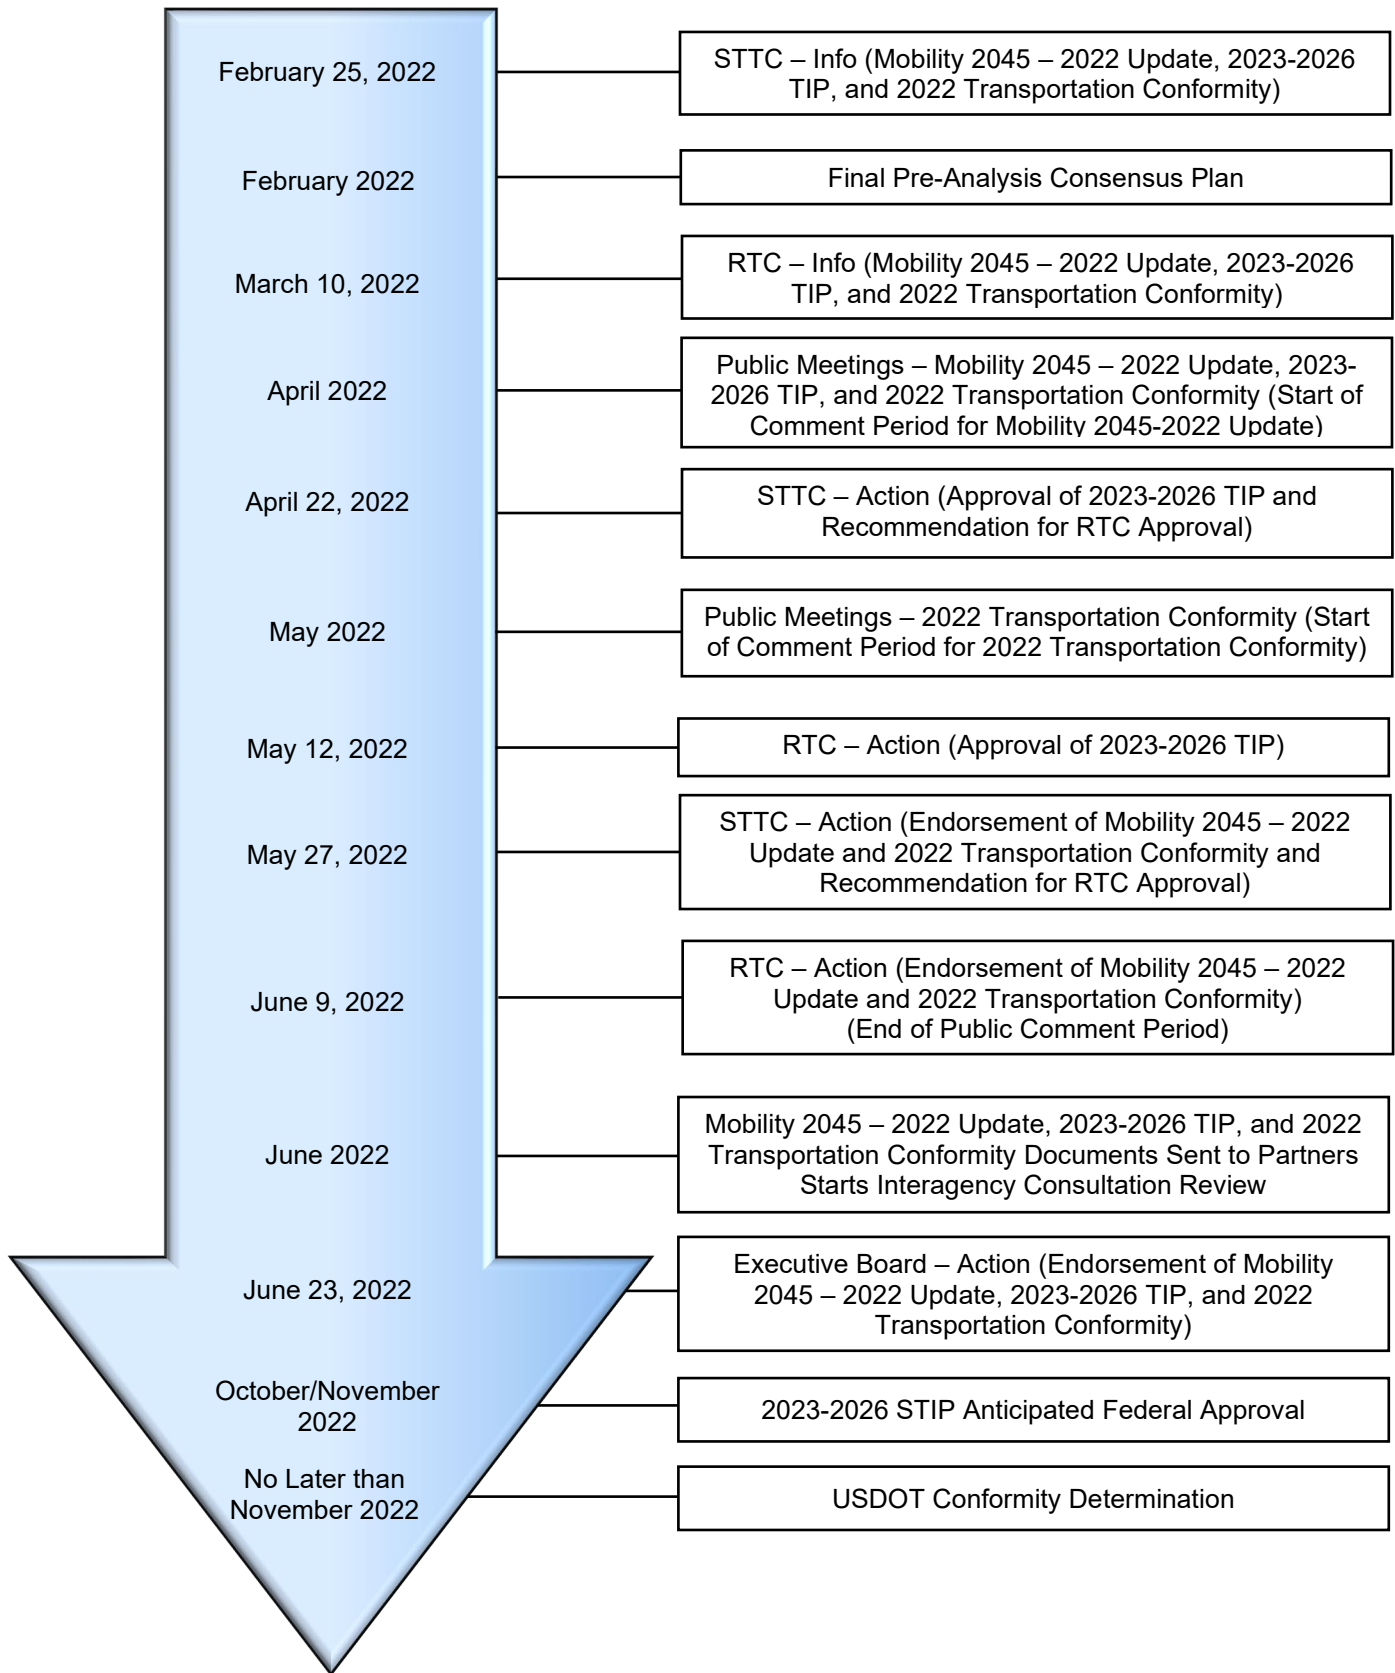 February 25, 2022
STTC – Info (Mobility 2045 – 2022 Update, 2023-2026
TIP, and 2022 Transportation Conformity)
February 2022
Final Pre-Analysis Consensus Plan
March 10, 2022
RTC – Info (Mobility 2045 – 2022 Update, 2023-2026
TIP, and 2022 Transportation Conformity)
April 2022
Public Meetings – Mobility 2045 – 2022 Update, 2023-
2026 TIP, and 2022 Transportation Conformity (Start of
Comment Period for Mobility 2045-2022 Update)
April 22, 2022
STTC – Action (Approval of 2023-2026 TIP and
Recommendation for RTC Approval)
May 2022
Public Meetings – 2022 Transportation Conformity (Start
of Comment Period for 2022 Transportation Conformity)
May 12, 2022
RTC – Action (Approval of 2023-2026 TIP)
May 27, 2022
STTC – Action (Endorsement of Mobility 2045 – 2022
Update and 2022 Transportation Conformity and
Recommendation for RTC Approval)
June 9, 2022
RTC – Action (Endorsement of Mobility 2045 – 2022
Update and 2022 Transportation Conformity)
(End of Public Comment Period)
June 2022
Mobility 2045 – 2022 Update, 2023-2026 TIP, and 2022
Transportation Conformity Documents Sent to Partners
Starts Interagency Consultation Review
June 23, 2022
Executive Board – Action (Endorsement of Mobility
2045 – 2022 Update, 2023-2026 TIP, and 2022
Transportation Conformity)
October/November
2022
2023-2026 STIP Anticipated Federal Approval
No Later than
November 2022
USDOT Conformity Determination